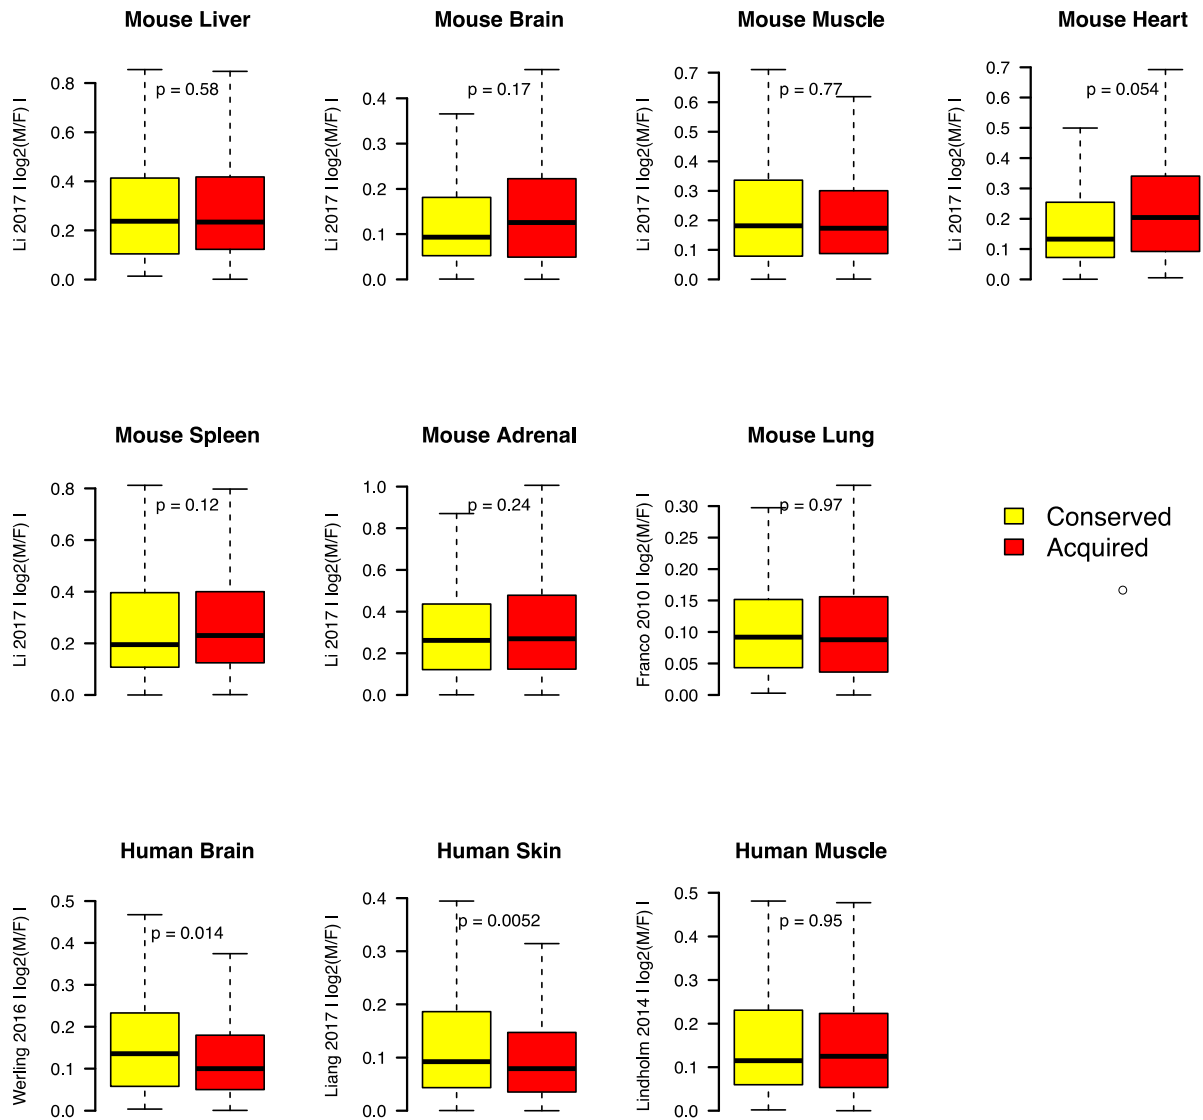 Mouse Liver
Li 2017 I log2(M/F) I
0.8
0.6
0.4
0.2
0.0
p = 0.58
Mouse Brain
Li 2017 I log2(M/F) I
0.4
0.3
0.2
0.1
0.0
p = 0.17
Mouse Muscle
Li 2017 I log2(M/F) I
0.7
0.6
0.5
0.4
0.3
0.2
0.1
0.0
p = 0.77
Mouse Heart
Li 2017 I log2(M/F) I
0.7
0.6
0.5
0.4
0.3
0.2
0.1
0.0
p = 0.054
Mouse Spleen
Li 2017 I log2(M/F) I
0.8
0.6
0.4
0.2
0.0
p = 0.12
Mouse Adrenal
Li 2017 I log2(M/F) I
1.0
0.8
0.6
0.4
0.2
0.0
p = 0.24
Mouse Lung
Franco 2010 I log2(M/F) I
0.30
0.25
0.20
0.15
0.10
0.05
0.00
p = 0.97
Conserved
Acquired
Human Brain
Werling 2016 I log2(M/F) I
0.5
0.4
0.3
0.2
0.1
0.0
p = 0.014
Human Skin
Liang 2017 I log2(M/F) I
0.4
0.3
0.2
0.1
0.0
p = 0.0052
Human Muscle
Lindholm 2014 I log2(M/F) I
0.5
0.4
0.3
0.2
0.1
0.0
p = 0.95